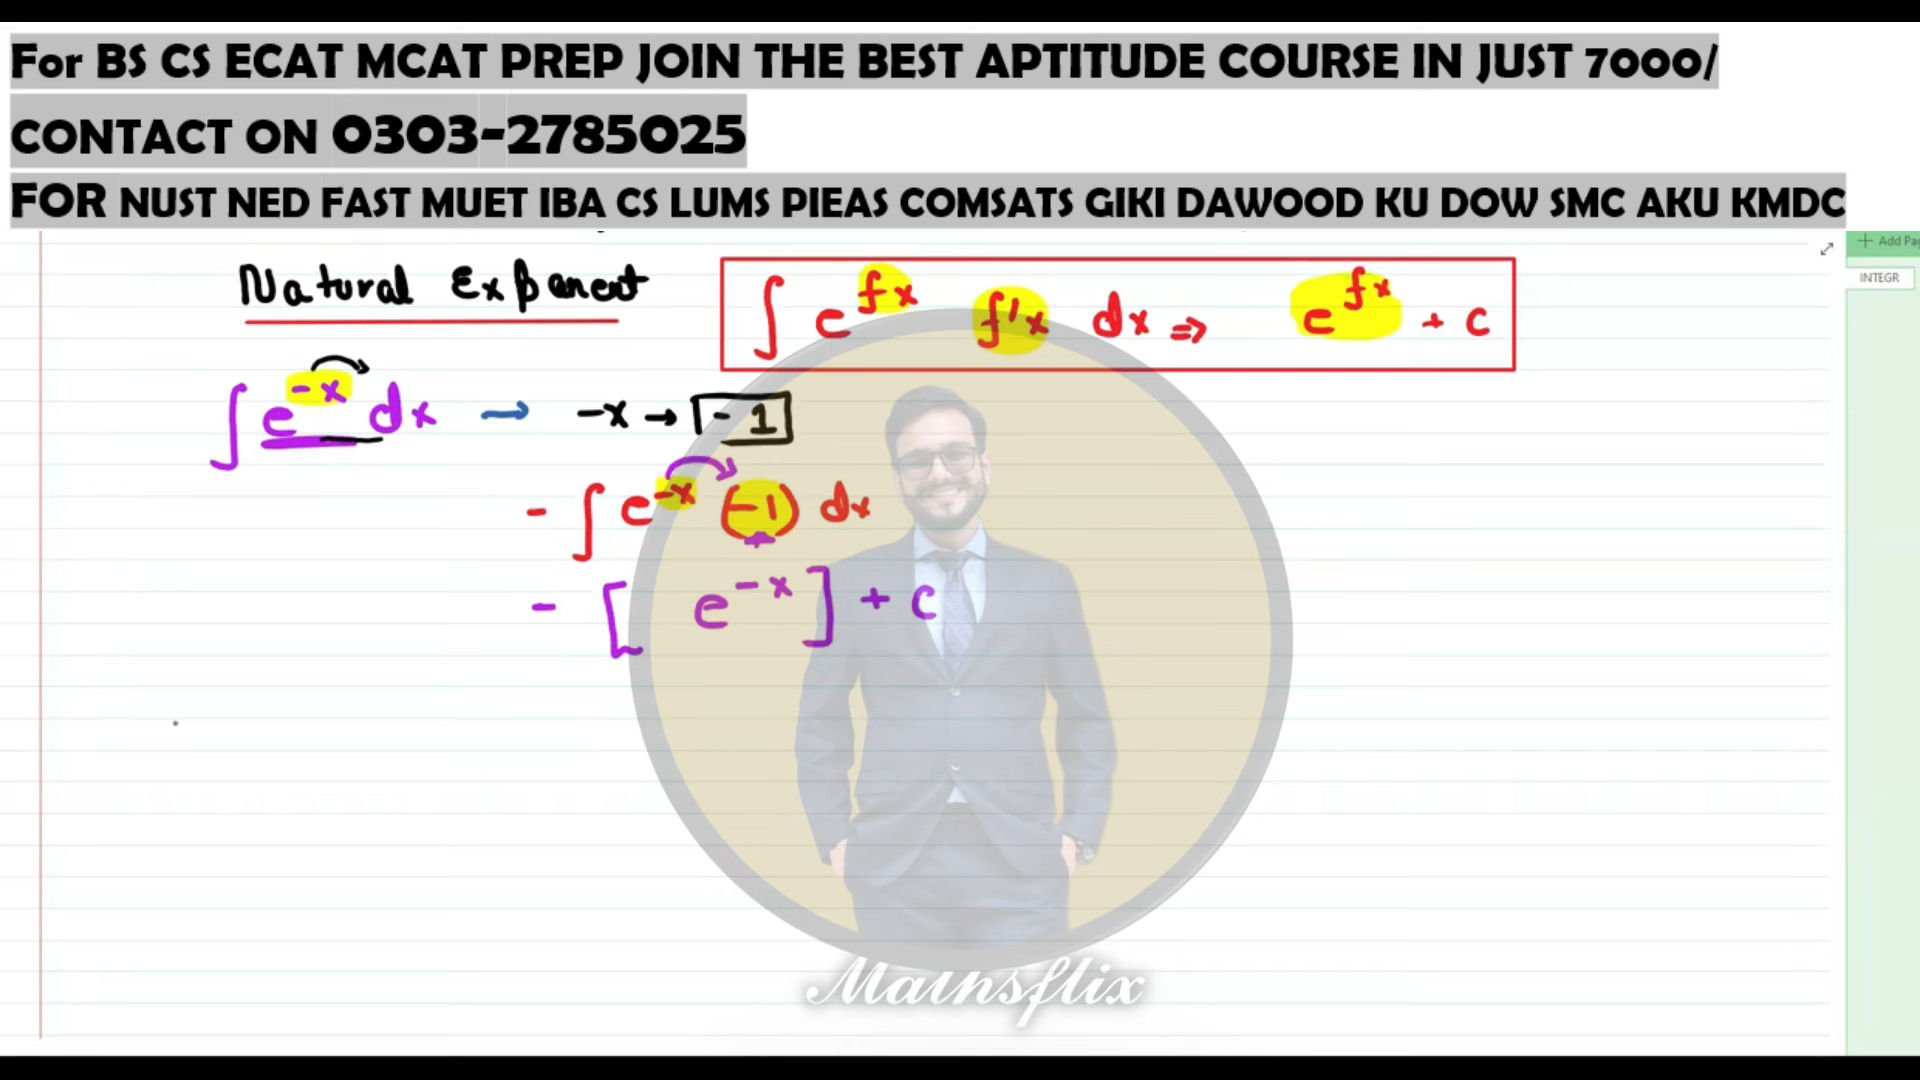 For BS CS ECAT MCAT PREP JOIN THE BEST APTITUDE COURSE IN JUST 7000/
CONTACT ON 0303-2785025
FOR NUST NED FAST MUET IBA CS LUMS PIEAS COMSATS GIKI DAWOOD KU DOW SMC AKU KMDC
Add Pag
INTEGR
Natural Exponent
∫ e^{fx} f'x dx ⇒ e^{fx} + c
∫ e^{-x} dx → -x → -1
- ∫ e^{-x} (-1) dx
- [ e^{-x} ] + c
Mainsflix